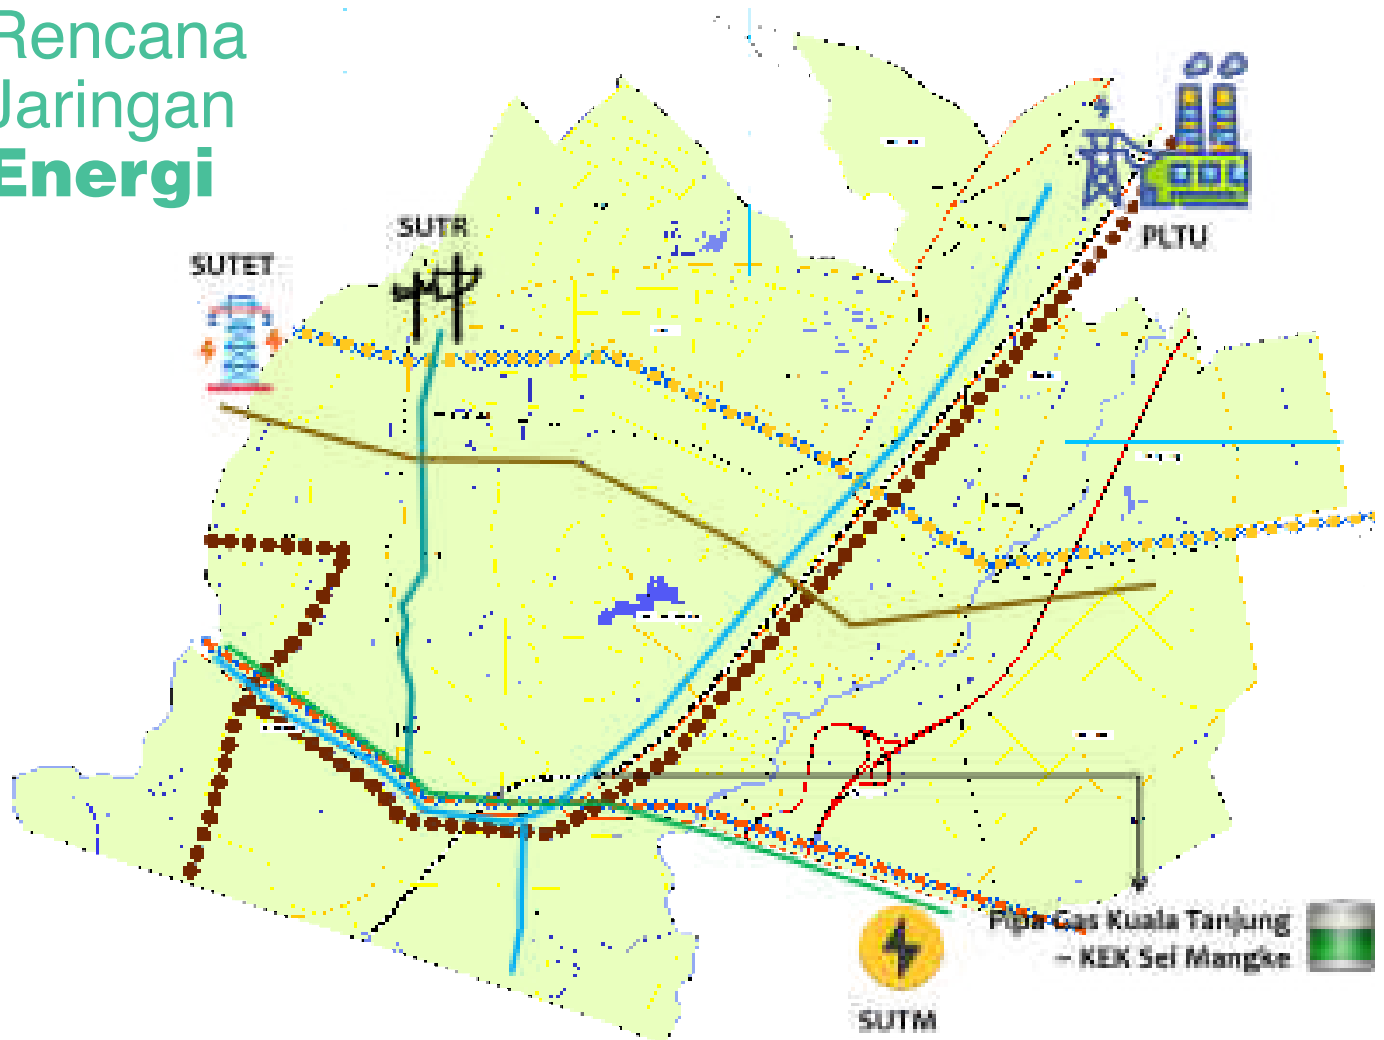 Rencana
Jaringan
Energi
SUTR
SUTET
PLTU
Pipa Gas Kuala Tanjung
– KEK Sei Mangke
SUTM